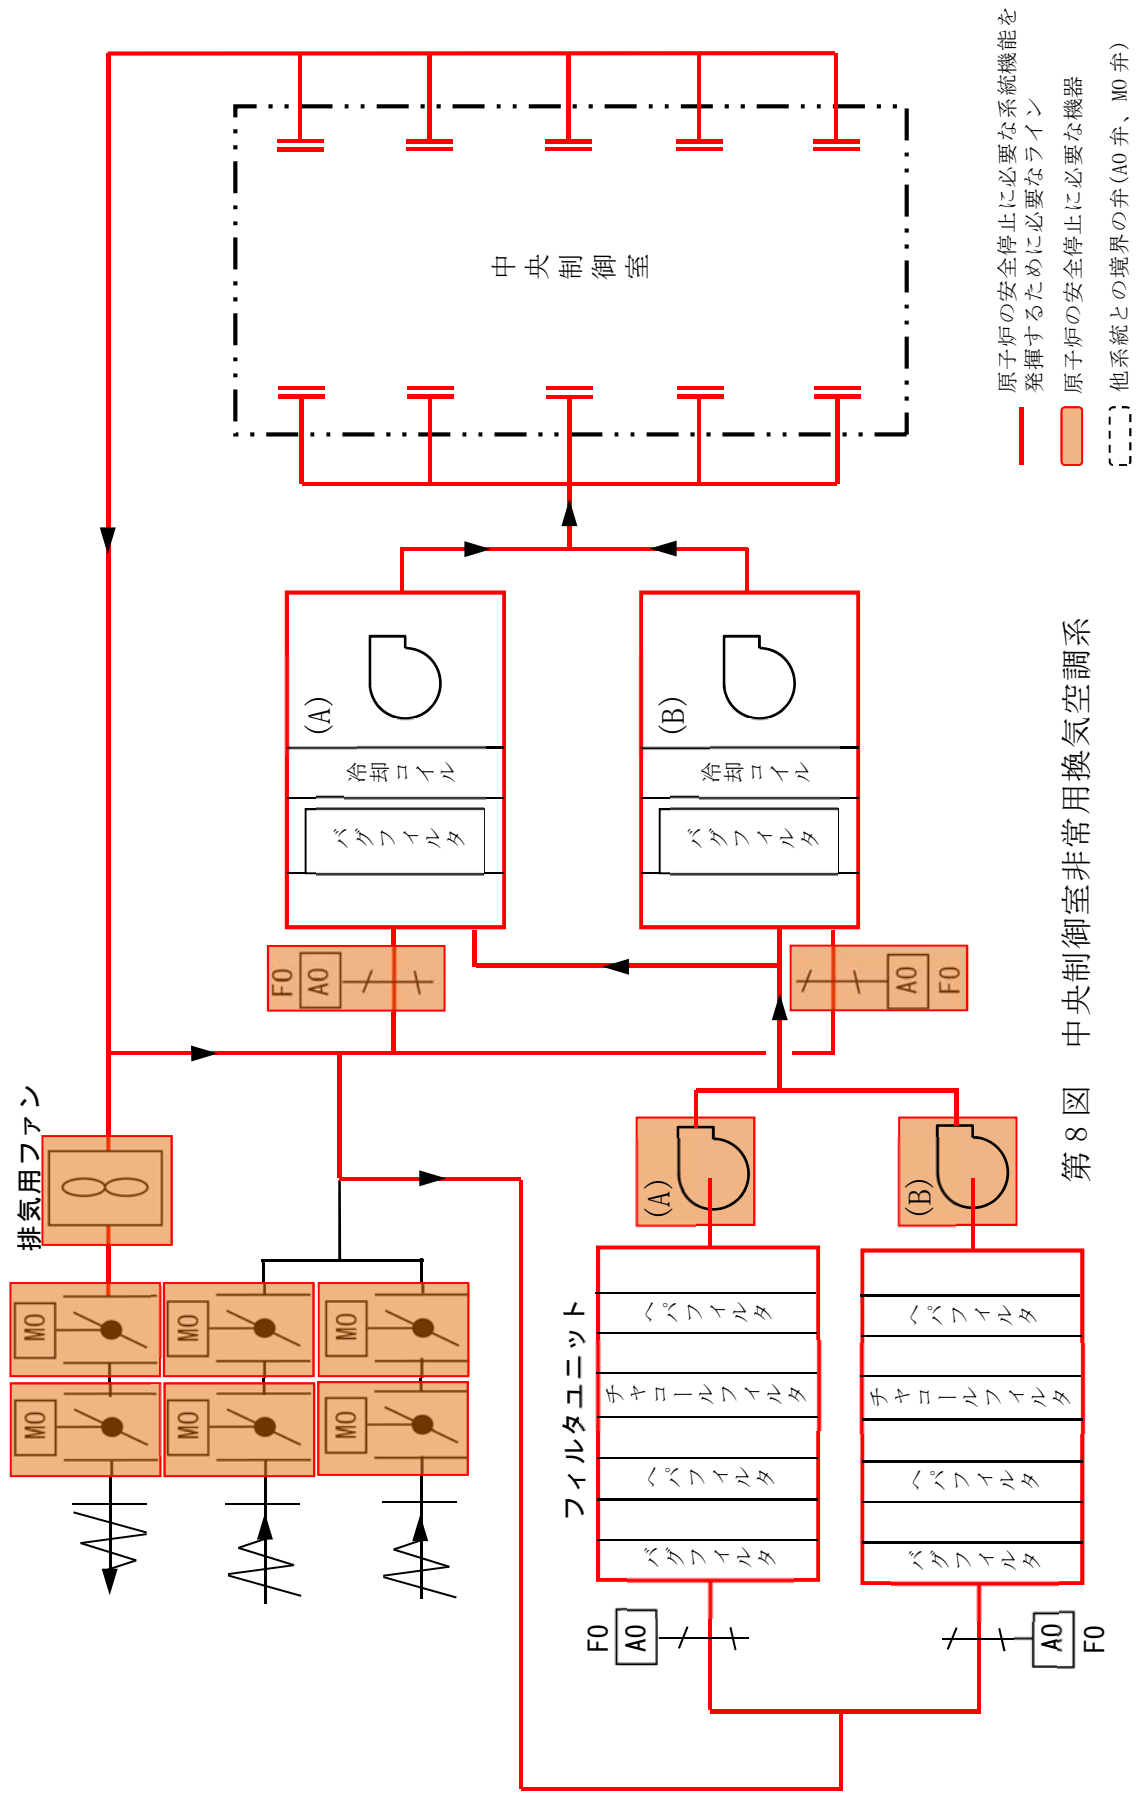 排気用ファン
MO
MO
MO
MO
MO
MO
FO
AO
バグフィルタ
冷却コイル
(A)
中央制御室
フィルタユニット
FO
AO
バグフィルタ
ヘパフィルタ
チャコールフィルタ
ヘパフィルタ
(A)
バグフィルタ
冷却コイル
(B)
AO
FO
バグフィルタ
ヘパフィルタ
チャコールフィルタ
ヘパフィルタ
(B)
AO
FO
原子炉の安全停止に必要な系統機能を
発揮するために必要なライン
原子炉の安全停止に必要な機器
他系統との境界の弁(AO弁、MO弁)
第8図 中央制御室非常用換気空調系